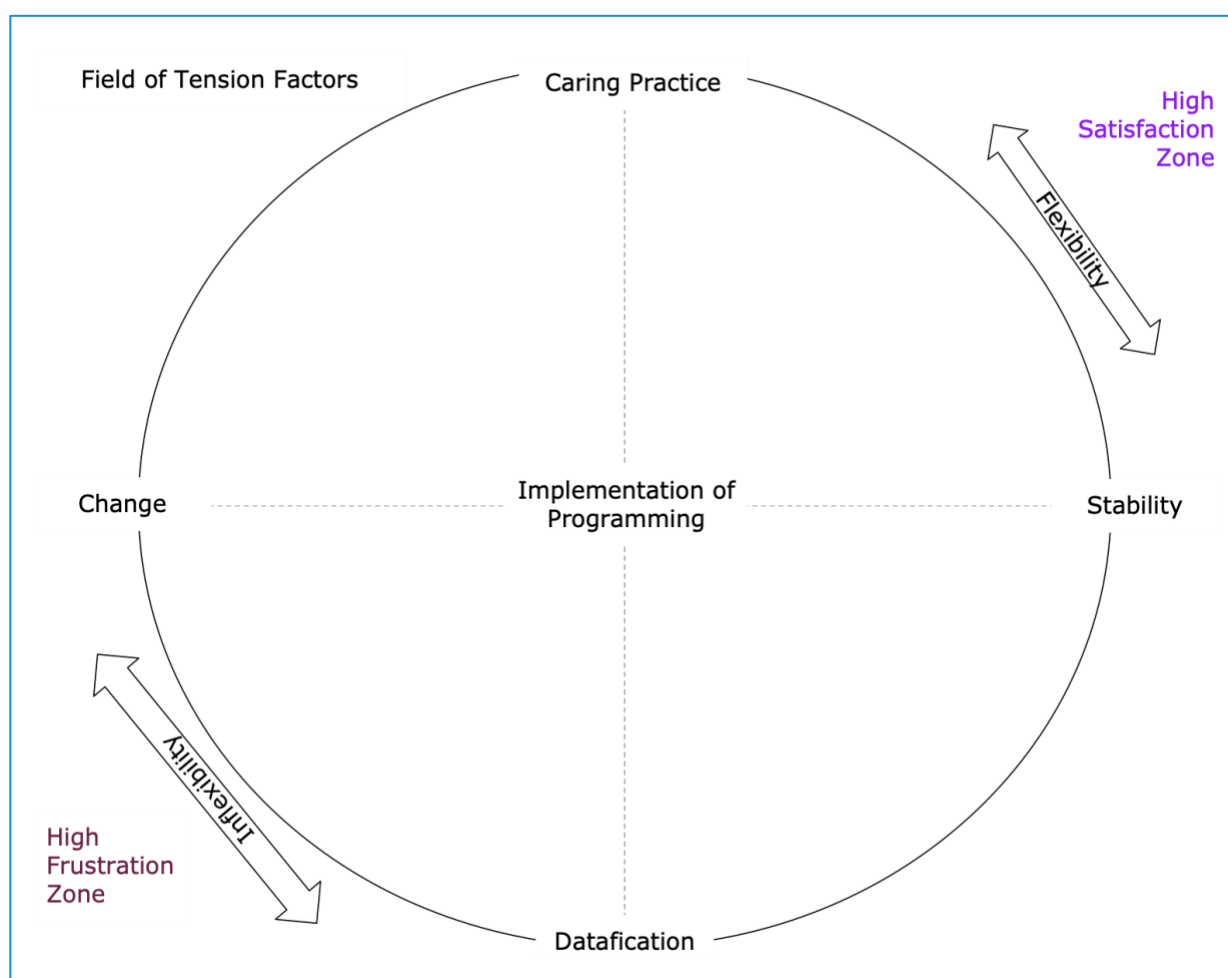 Field of Tension Factors
Caring Practice
High
Satisfaction
Zone
Flexibility
Change
Implementation of
Programming
Stability
Inflexibility
High
Frustration
Zone
Datafication